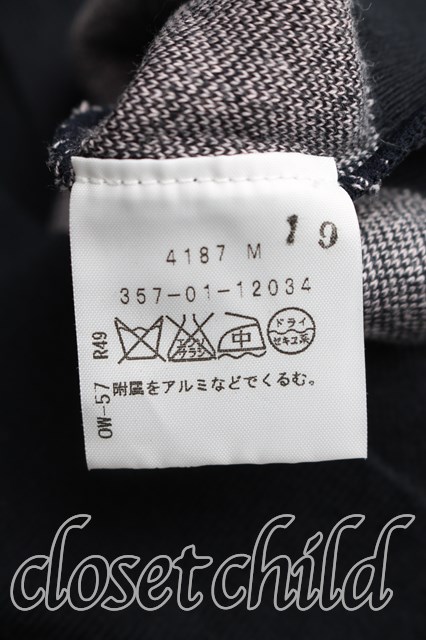 19
4187 M
357-01-12034
エンソ
サラシ
中
ドライ
セキユ系
附属をアルミなどでくるむ。
OW-57 R49
closet child